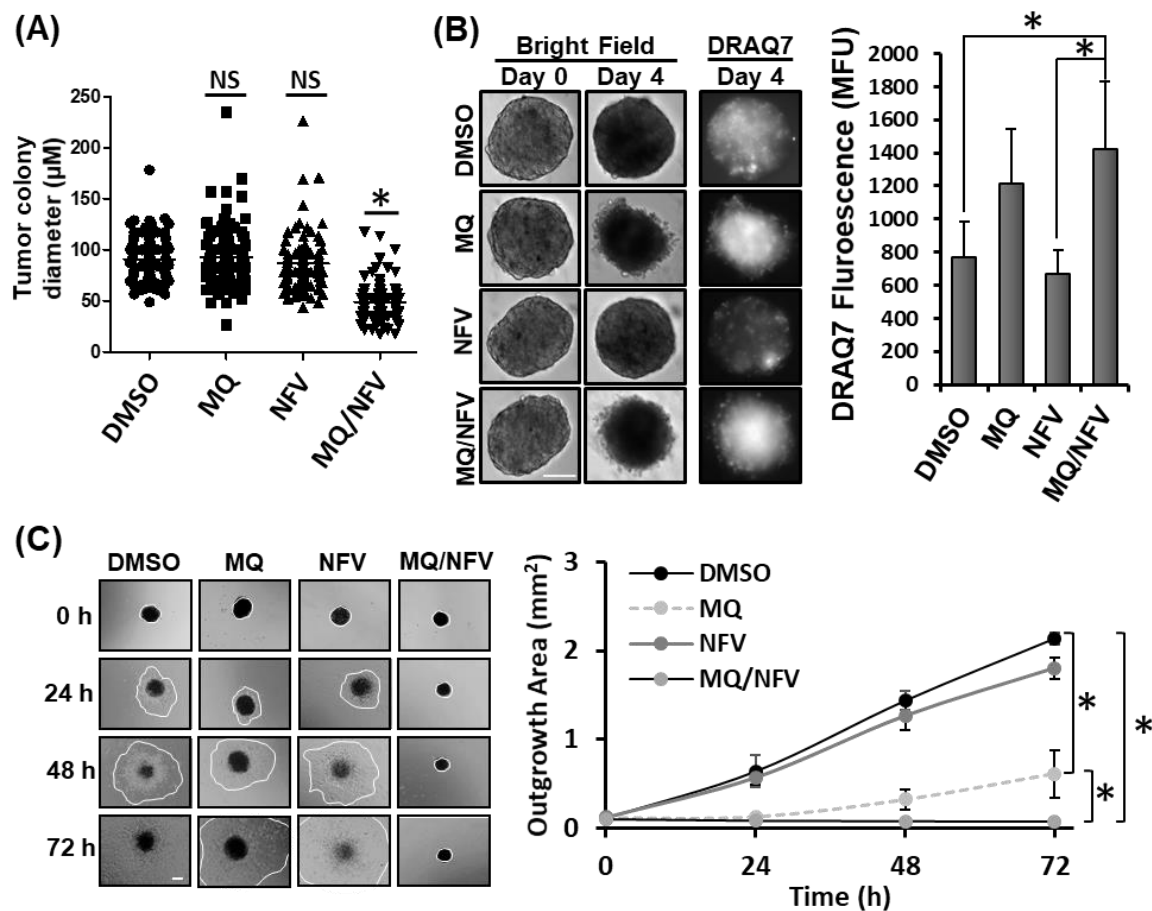 (A)
NS NS
*
250
200
150
100
50
0
Tumor colony
diameter (µM)
DMSO
MQ
NFV
MQ/NFV
(B)
Bright Field
DRAQ7
Day 0 Day 4 Day 4
DMSO
MQ
NFV
MQ/NFV
*
*
2000
1800
1600
1400
1200
1000
800
600
400
200
0
DRAQ7 Fluroescence (MFU)
DMSO
MQ
NFV
MQ/NFV
(C)
DMSO MQ NFV MQ/NFV
0 h
24 h
48 h
72 h
3
2
1
0
Outgrowth Area (mm²)
DMSO
MQ
NFV
MQ/NFV
*
*
*
0 24 48 72
Time (h)